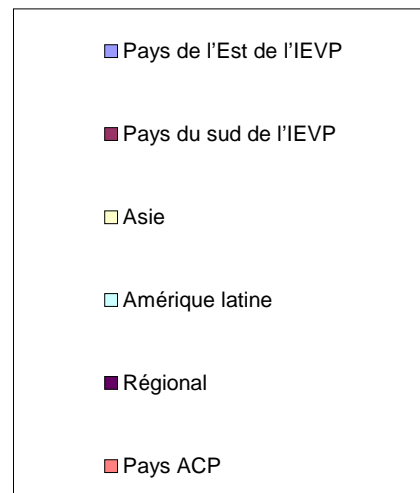 Pays de l'Est de l'IEVP
Pays du sud de l'IEVP
Asie
Amérique latine
Régional
Pays ACP